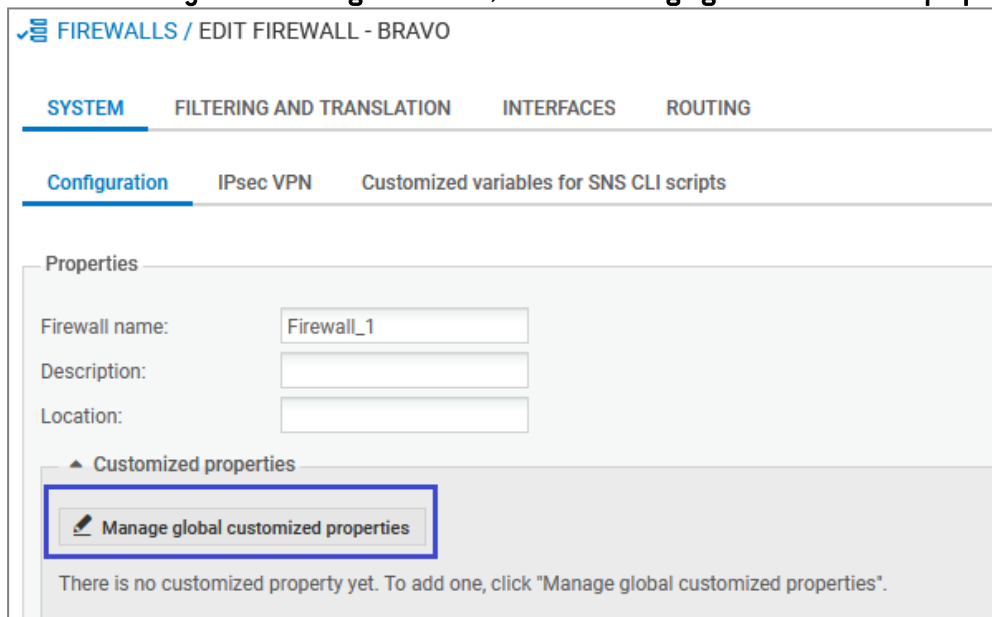 FIREWALLS / EDIT FIREWALL - BRAVO
SYSTEM FILTERING AND TRANSLATION INTERFACES ROUTING
Configuration IPsec VPN Customized variables for SNS CLI scripts
Properties
Firewall name: Firewall_1
Description:
Location:
Customized properties
Manage global customized properties
There is no customized property yet. To add one, click "Manage global customized properties".